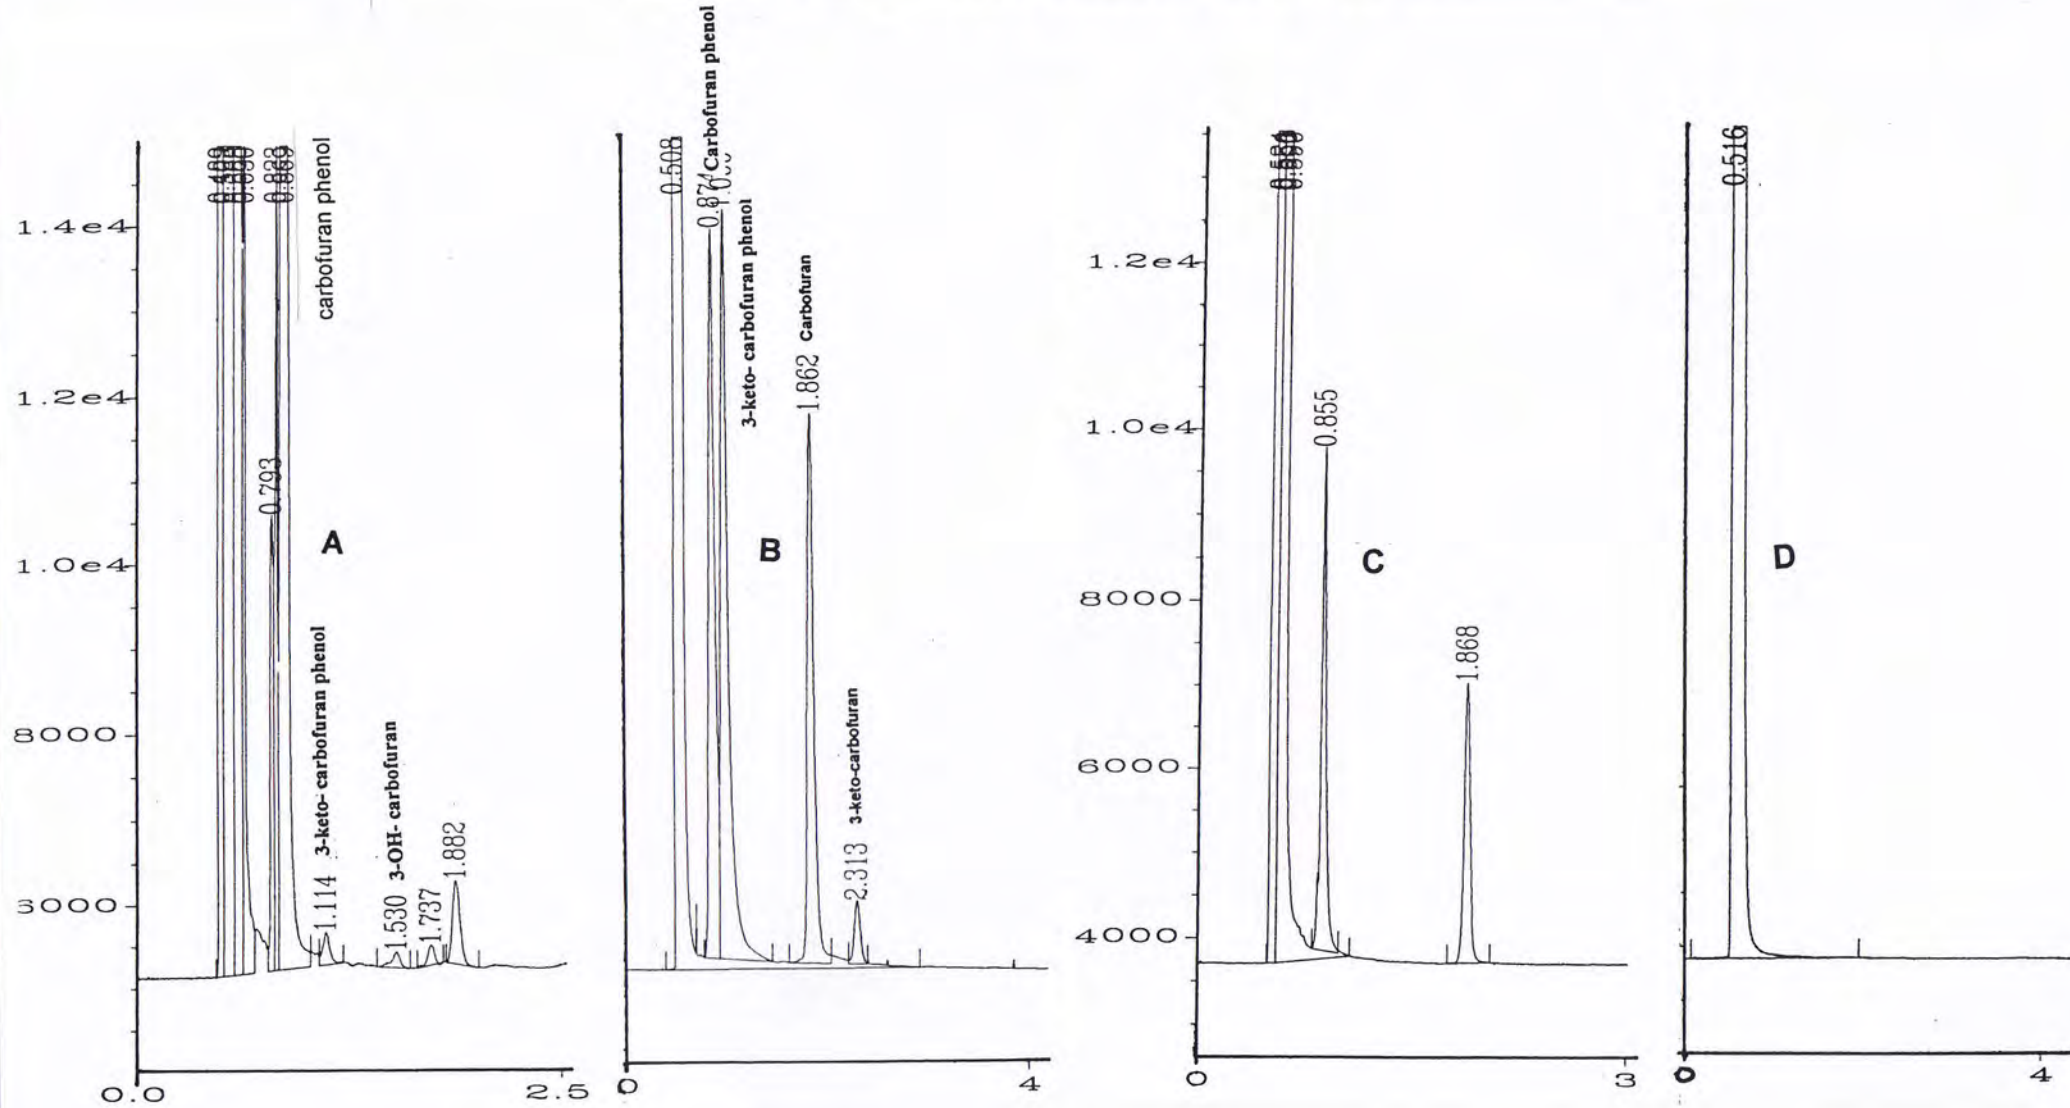 1.4e4
1.2e4
1.0e4
8000
0.0
2.5
0.793
carbofuran phenol
A
1.114 3-keto- carbofuran phenol
1.530 3-OH- carbofuran
1.737
1.882
0.508
Carbofuran phenol
3-keto- carbofuran phenol
1.862 Carbofuran
B
2.313 3-keto-carbofuran
0
4
1.2e4
1.0e4
8000
6000
4000
0.855
C
1.868
0
3
0.516
D
0
4